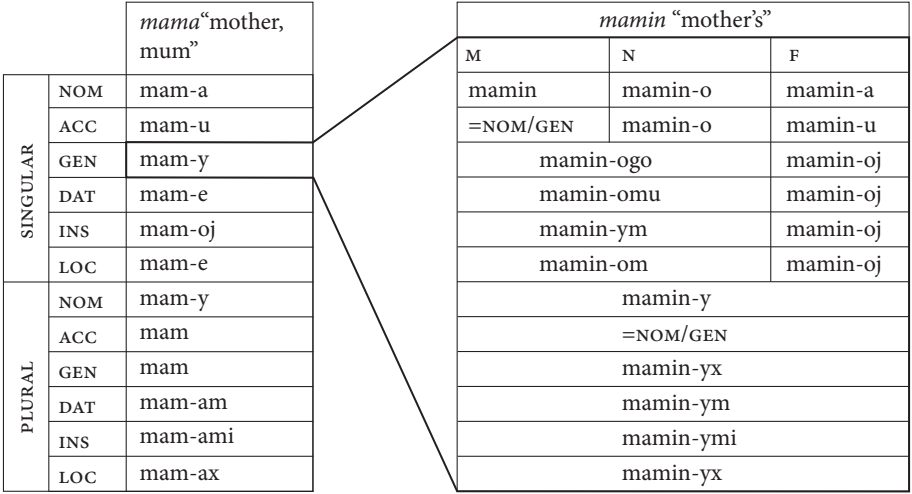 mama“mother, mum” mamin “mother’s”
M N F
SINGULAR
NOM mam-a mamin mamin-o mamin-a
ACC mam-u =NOM/GEN mamin-o mamin-u
GEN mam-y mamin-ogo mamin-oj
DAT mam-e mamin-omu mamin-oj
INS mam-oj mamin-ym mamin-oj
LOC mam-e mamin-om mamin-oj
PLURAL
NOM mam-y mamin-y
ACC mam =NOM/GEN
GEN mam mamin-yx
DAT mam-am mamin-ym
INS mam-ami mamin-ymi
LOC mam-ax mamin-yx